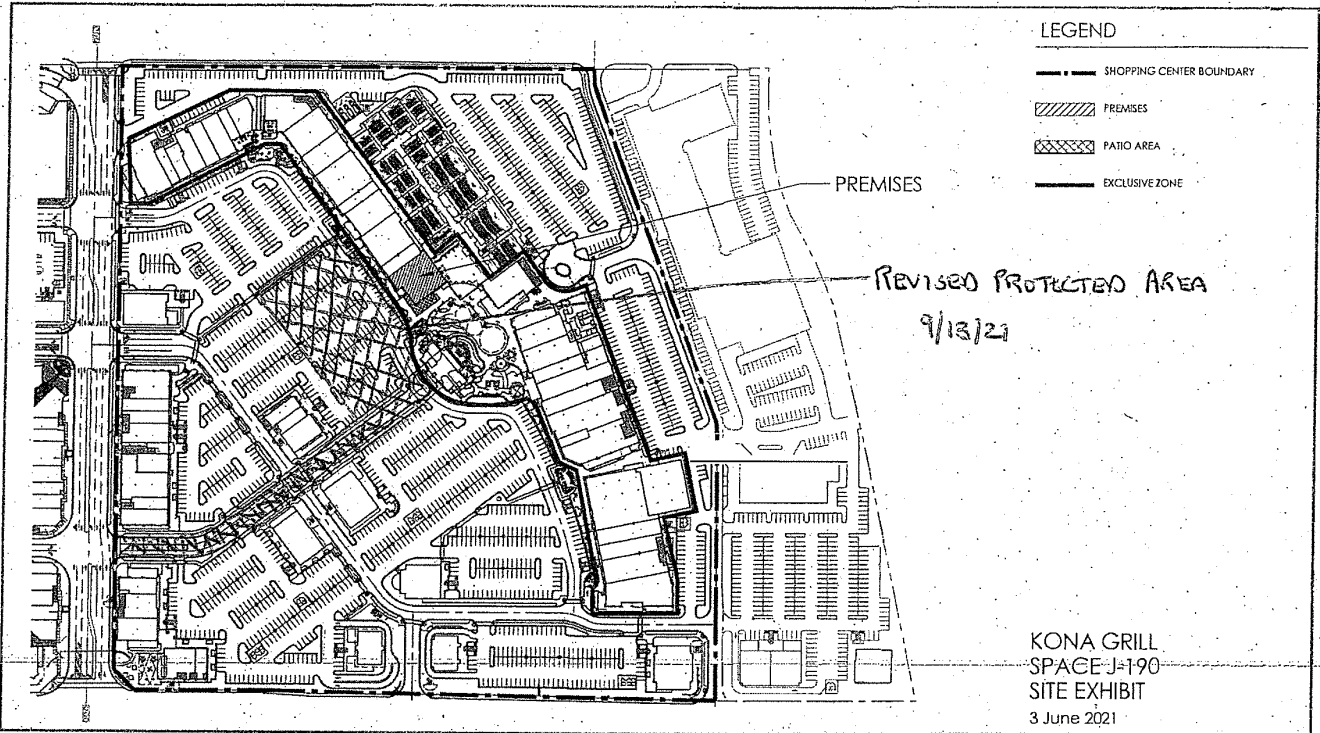 LEGEND
SHOPPING CENTER BOUNDARY
PREMISES
PATIO AREA
EXCLUSIVE ZONE
PREMISES
REVISED PROTECTED AREA
9/13/21
KONA GRILL
SPACE J-190
SITE EXHIBIT
3 June 2021